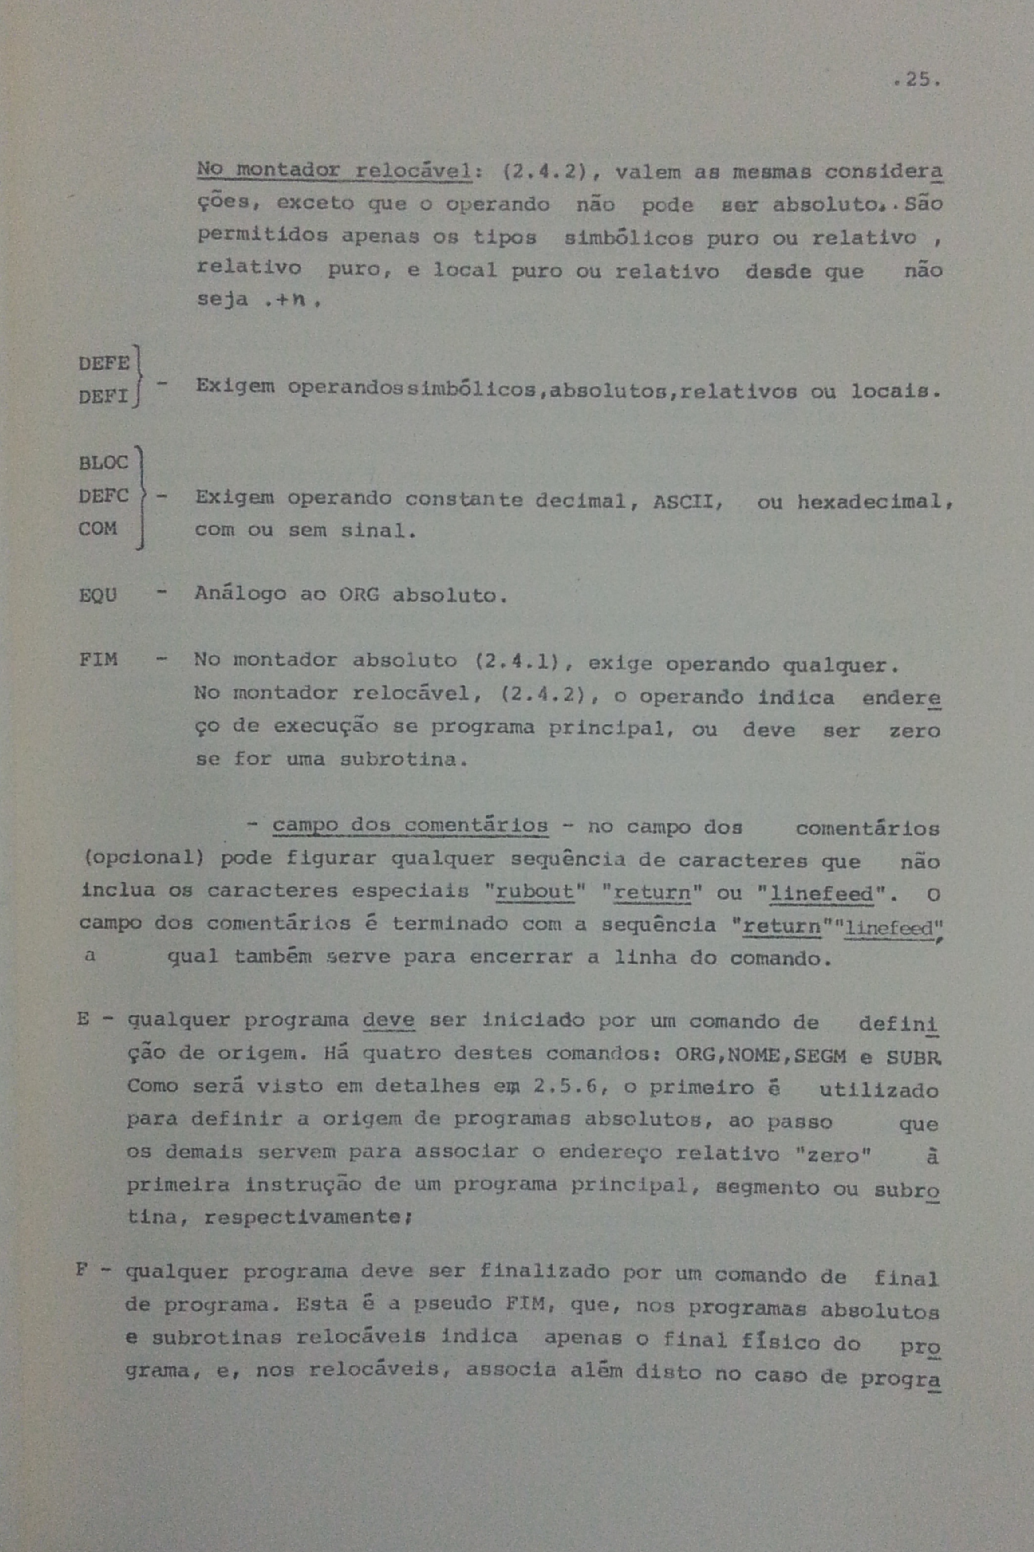 .25.
No montador relocável: (2.4.2), valem as mesmas considera
ções, exceto que o operando não pode ser absoluto. São
permitidos apenas os tipos simbólicos puro ou relativo ,
relativo puro, e local puro ou relativo desde que não
seja .+n.
DEFE
DEFI
- Exigem operandos simbólicos,absolutos,relativos ou locais.
BLOC
DEFC - Exigem operando constante decimal, ASCII, ou hexadecimal,
COM com ou sem sinal.
EQU - Análogo ao ORG absoluto.
FIM - No montador absoluto (2.4.1), exige operando qualquer.
No montador relocável, (2.4.2), o operando indica endere
ço de execução se programa principal, ou deve ser zero
se for uma subrotina.
- campo dos comentários - no campo dos comentários
(opcional) pode figurar qualquer sequência de caracteres que não
inclua os caracteres especiais "rubout" "return" ou "linefeed". O
campo dos comentários é terminado com a sequência "return""linefeed",
a qual também serve para encerrar a linha do comando.
E - qualquer programa deve ser iniciado por um comando de defini
ção de origem. Há quatro destes comandos: ORG,NOME,SEGM e SUBR
Como será visto em detalhes em 2.5.6, o primeiro é utilizado
para definir a origem de programas absolutos, ao passo que
os demais servem para associar o endereço relativo "zero" à
primeira instrução de um programa principal, segmento ou subro
tina, respectivamente;
F - qualquer programa deve ser finalizado por um comando de final
de programa. Esta é a pseudo FIM, que, nos programas absolutos
e subrotinas relocáveis indica apenas o final físico do pro
grama, e, nos relocáveis, associa além disto no caso de progra